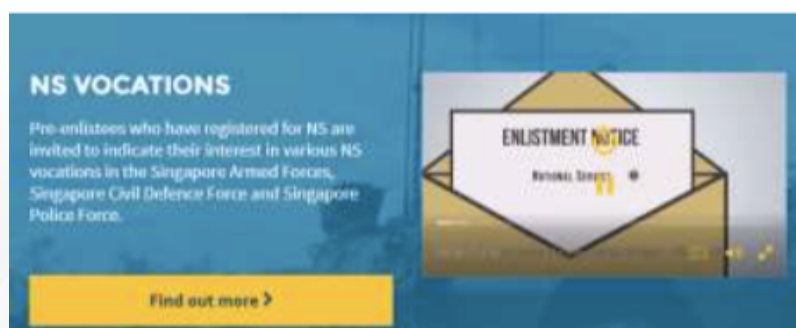 NS VOCATIONS
Pre-enlistees who have registered for NS are
invited to indicate their interest in various NS
vocations in the Singapore Armed Forces,
Singapore Civil Defence Force and Singapore
Police Force.
Find out more >
ENLISTMENT NOTICE
NATIONAL SERVICE